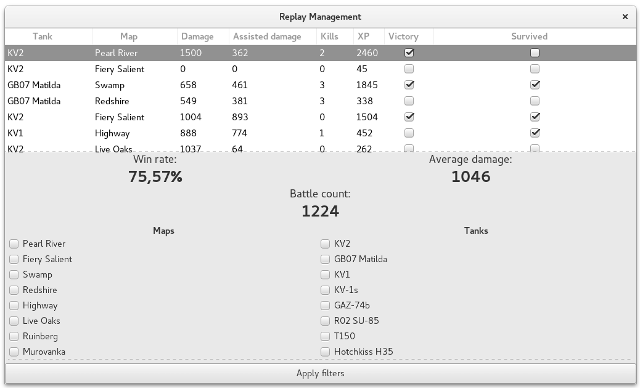 Replay Management ×
Tank Map Damage Assisted damage Kills XP Victory Survived
KV2 Pearl River 1500 362 2 2460
KV2 Fiery Salient 0 0 0 45
GB07 Matilda Swamp 658 461 3 1845
GB07 Matilda Redshire 549 381 3 338
KV2 Fiery Salient 1004 893 0 1504
KV1 Highway 888 774 1 452
KV2 Live Oaks 1037 64 0 262
Win rate: Average damage:
75,57% 1046
Battle count:
1224
Maps Tanks
Pearl River KV2
Fiery Salient GB07 Matilda
Swamp KV1
Redshire KV-1s
Highway GAZ-74b
Live Oaks R02 SU-85
Ruinberg T150
Murovanka Hotchkiss H35
Apply filters